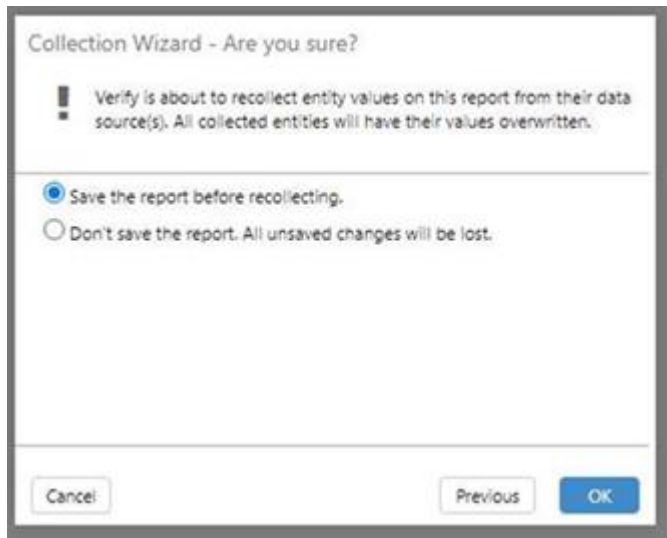 Collection Wizard - Are you sure?
! Verify is about to recollect entity values on this report from their data
source(s). All collected entities will have their values overwritten.
Save the report before recollecting.
Don't save the report. All unsaved changes will be lost.
Cancel Previous OK